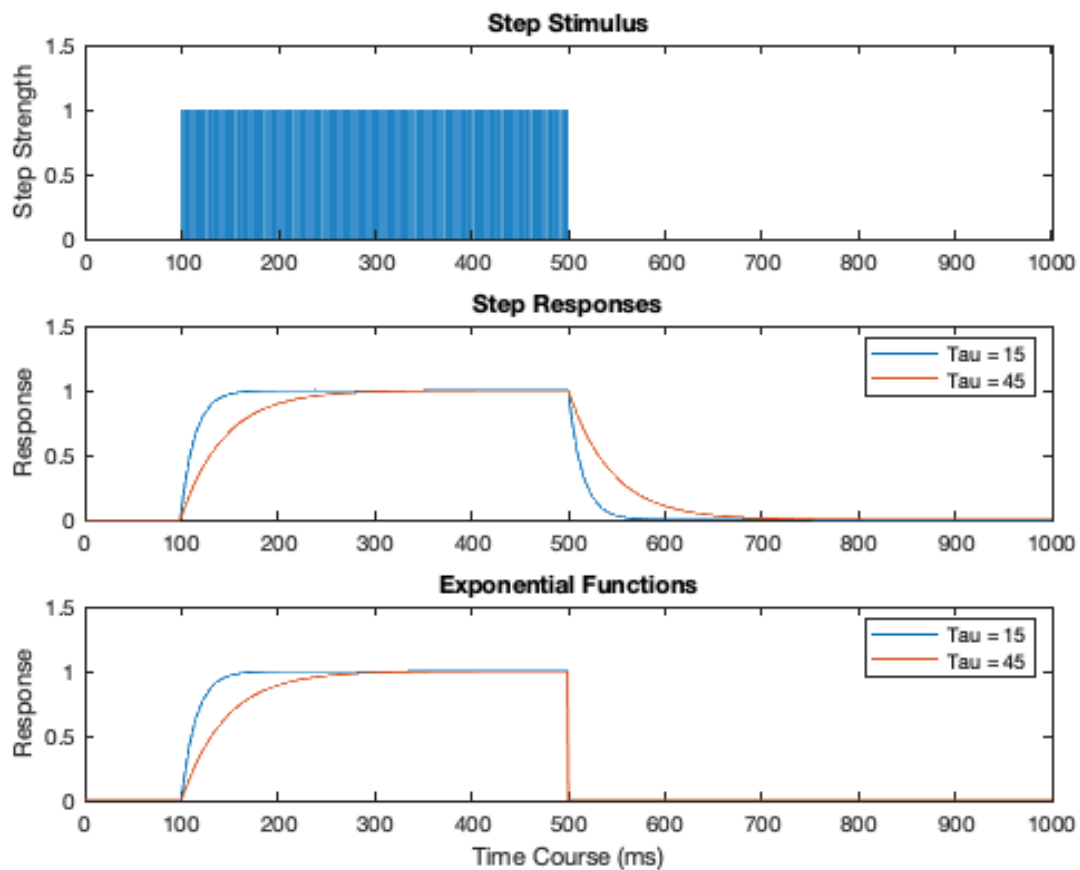 Step Stimulus
1.5
1
0.5
0
Step Strength
0 100 200 300 400 500 600 700 800 900 1000
Step Responses
1.5
1
0.5
0
Response
Tau = 15
Tau = 45
0 100 200 300 400 500 600 700 800 900 1000
Exponential Functions
1.5
1
0.5
0
Response
Tau = 15
Tau = 45
0 100 200 300 400 500 600 700 800 900 1000
Time Course (ms)